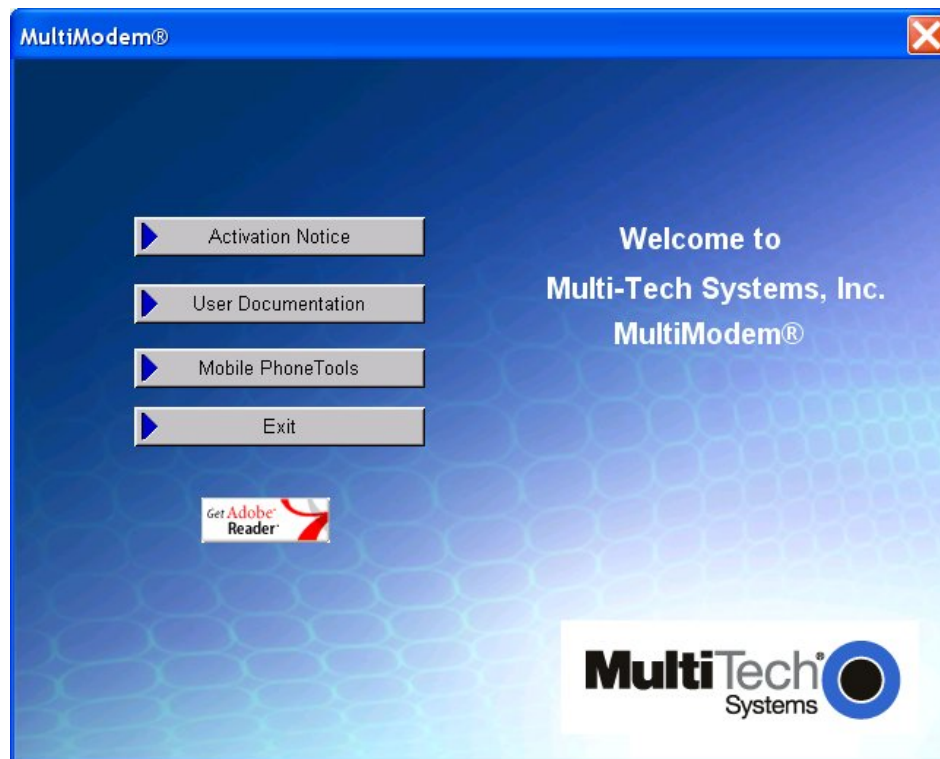 MultiModem®
Activation Notice
User Documentation
Mobile PhoneTools
Exit
Get Adobe®
Reader®
Welcome to
Multi-Tech Systems, Inc.
MultiModem®
MultiTech®
Systems